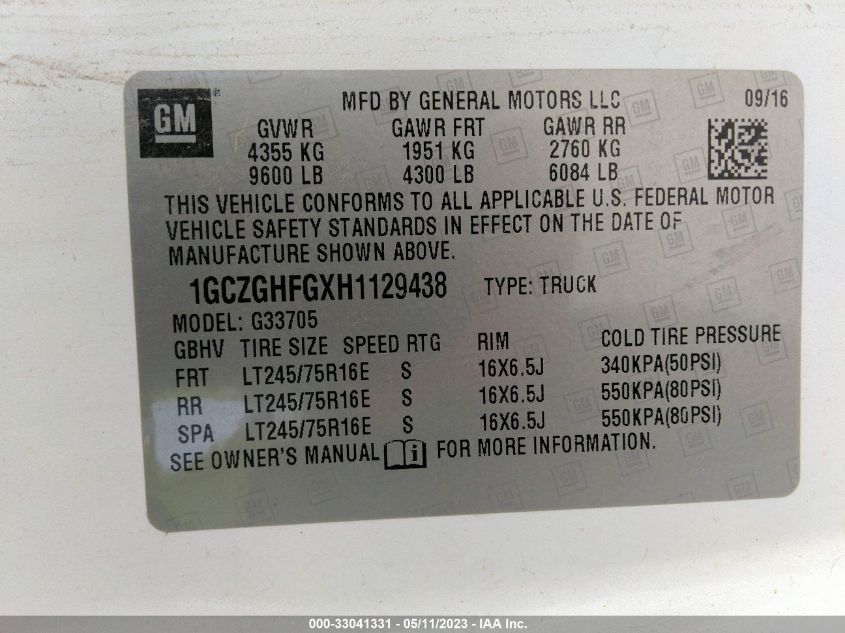 GM
MFD BY GENERAL MOTORS LLC 09/16
GVWR GAWR FRT GAWR RR
4355 KG 1951 KG 2760 KG
9600 LB 4300 LB 6084 LB
THIS VEHICLE CONFORMS TO ALL APPLICABLE U.S. FEDERAL MOTOR
VEHICLE SAFETY STANDARDS IN EFFECT ON THE DATE OF
MANUFACTURE SHOWN ABOVE.
1GCZGHFGXH1129438 TYPE: TRUCK
MODEL: G33705
GBHV TIRE SIZE SPEED RTG RIM COLD TIRE PRESSURE
FRT LT245/75R16E S 16X6.5J 340KPA(50PSI)
RR LT245/75R16E S 16X6.5J 550KPA(80PSI)
SPA LT245/75R16E S 16X6.5J 550KPA(80PSI)
SEE OWNER'S MANUAL FOR MORE INFORMATION.
000-33041331 - 05/11/2023 - IAA Inc.